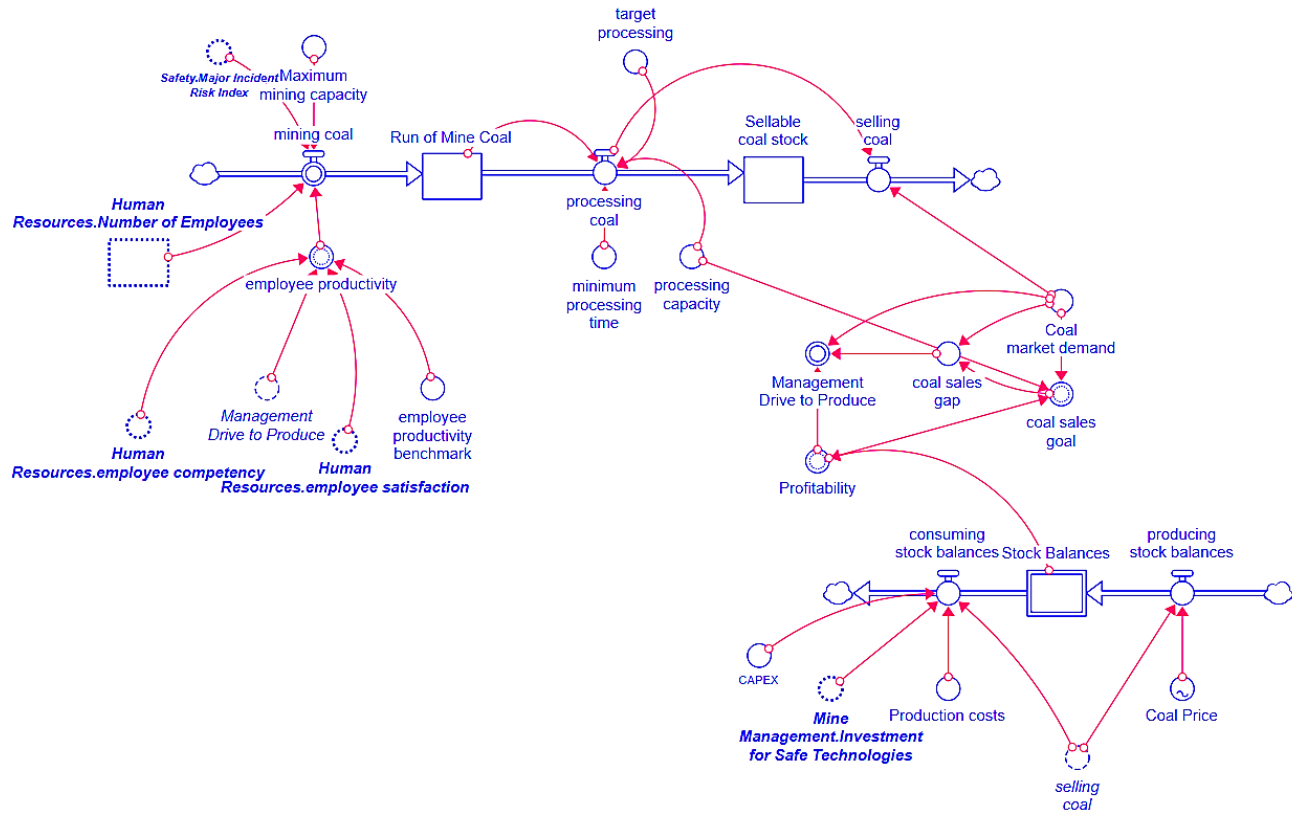 target
processing
Safety.Major Incident
Risk Index
Maximum
mining capacity
mining coal
Run of Mine Coal
Sellable
coal stock
selling
coal
Human
Resources.Number of Employees
processing
coal
employee productivity
minimum
processing
time
processing
capacity
Coal
market demand
Management
Drive to Produce
coal sales
gap
coal sales
goal
Management
Drive to Produce
employee
productivity
benchmark
Human
Resources.employee competency
Human
Resources.employee satisfaction
Profitability
consuming
stock balances
Stock Balances
producing
stock balances
CAPEX
Mine
Management.Investment
for Safe Technologies
Production costs
Coal Price
selling
coal